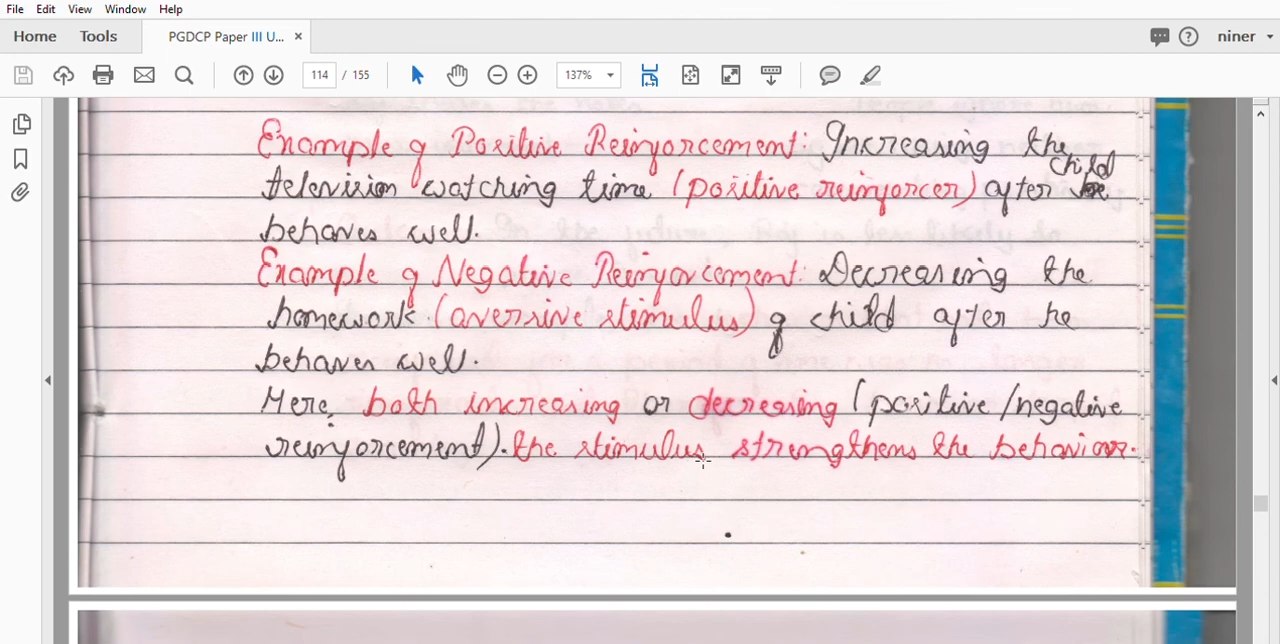 File Edit View Window Help
Home Tools PGDCP Paper III U... × niner
114 / 155 137%
Example of Positive Reinforcement: Increasing the
television watching time (positive reinforcer) after child
behaves well.
Example of Negative Reinforcement: Decreasing the
homework (aversive stimulus) of child after he
behaves well.
Here, both increasing or decreasing (positive/negative
reinforcement). the stimulus strengthens the behaviour.